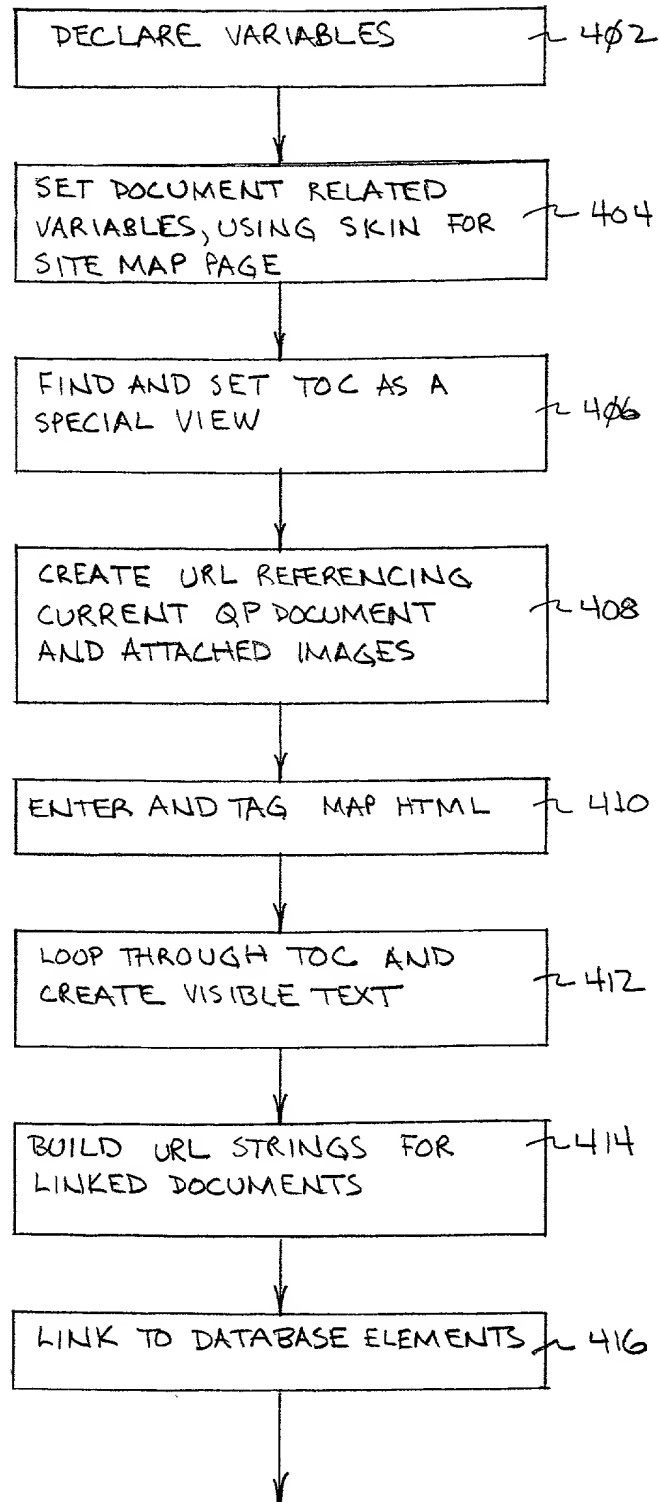 DECLARE VARIABLES 402
SET DOCUMENT RELATED
VARIABLES, USING SKIN FOR 404
SITE MAP PAGE
FIND AND SET TOC AS A
SPECIAL VIEW 406
CREATE URL REFERENCING
CURRENT QP DOCUMENT 408
AND ATTACHED IMAGES
ENTER AND TAG MAP HTML 410
LOOP THROUGH TOC AND
CREATE VISIBLE TEXT 412
BUILD URL STRINGS FOR 414
LINKED DOCUMENTS
LINK TO DATABASE ELEMENTS 416